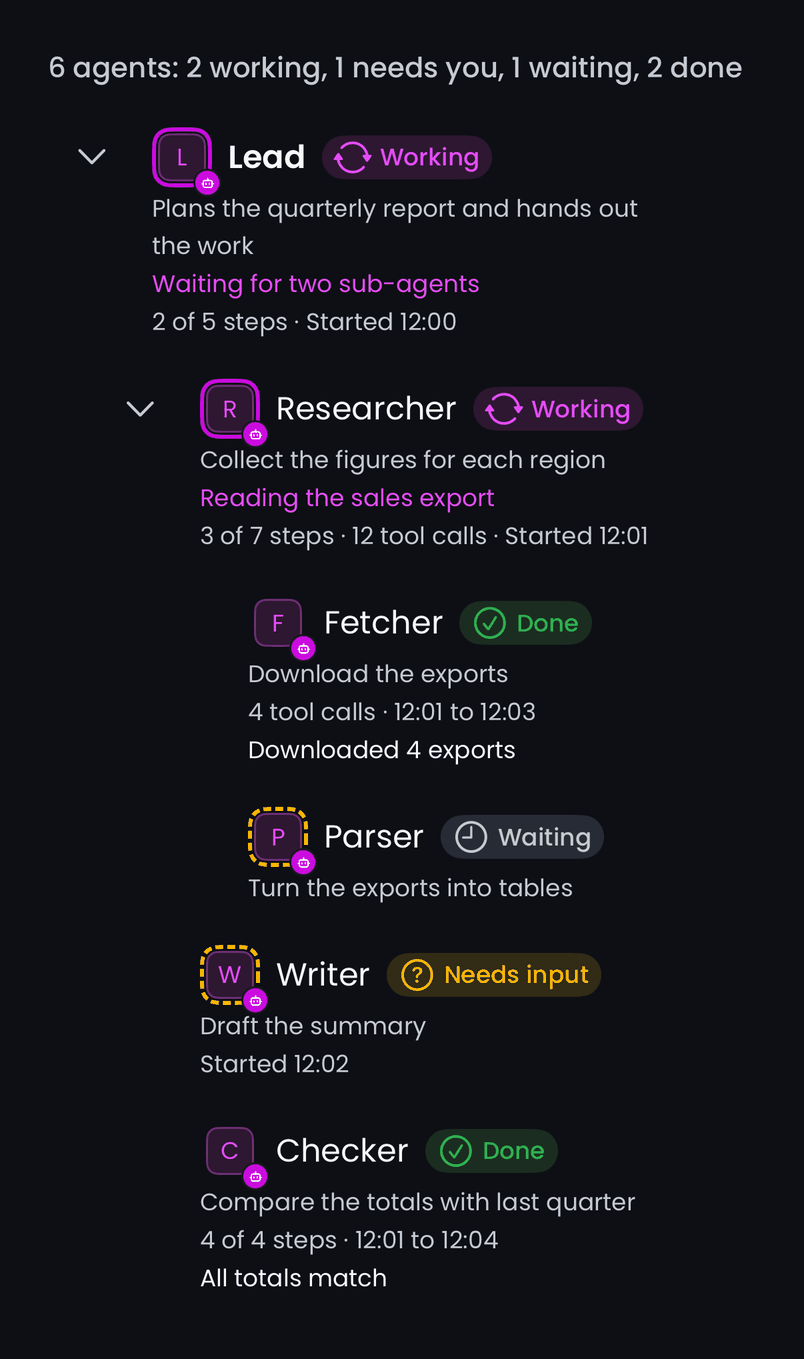 6 agents: 2 working, 1 needs you, 1 waiting, 2 done
L Lead Working
Plans the quarterly report and hands out
the work
Waiting for two sub-agents
2 of 5 steps · Started 12:00
R Researcher Working
Collect the figures for each region
Reading the sales export
3 of 7 steps · 12 tool calls · Started 12:01
F Fetcher Done
Download the exports
4 tool calls · 12:01 to 12:03
Downloaded 4 exports
P Parser Waiting
Turn the exports into tables
W Writer Needs input
Draft the summary
Started 12:02
C Checker Done
Compare the totals with last quarter
4 of 4 steps · 12:01 to 12:04
All totals match